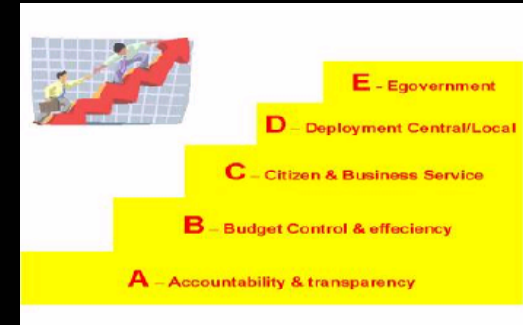 E - Egovernment
D – Deployment Central/Local
C – Citizen & Business Service
B – Budget Control & effeciency
A – Accountability & transparency